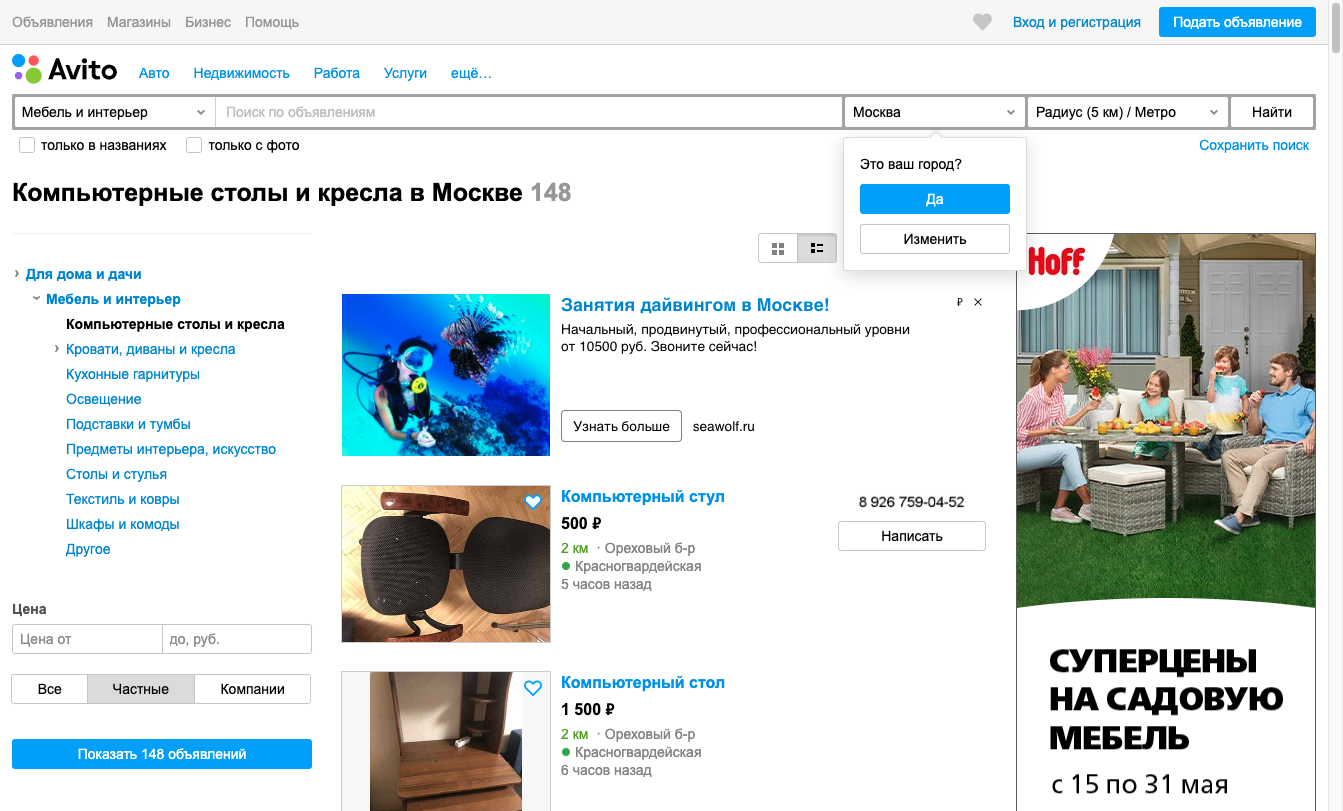 Объявления Магазины Бизнес Помощь
Вход и регистрация
Подать объявление
Avito
Авто Недвижимость Работа Услуги ещё…
Мебель и интерьер
Поиск по объявлениям
Москва
Радиус (5 км) / Метро
Найти
только в названиях
только с фото
Сохранить поиск
Это ваш город?
Да
Изменить
Компьютерные столы и кресла в Москве 148
Для дома и дачи
Мебель и интерьер
Компьютерные столы и кресла
Кровати, диваны и кресла
Кухонные гарнитуры
Освещение
Подставки и тумбы
Предметы интерьера, искусство
Столы и стулья
Текстиль и ковры
Шкафы и комоды
Другое
Цена
Цена от
до, руб.
Все
Частные
Компании
Показать 148 объявлений
Занятия дайвингом в Москве!
₽
Начальный, продвинутый, профессиональный уровни
от 10500 руб. Звоните сейчас!
Узнать больше
seawolf.ru
Компьютерный стул
500 ₽
2 км · Ореховый б-р
Красногвардейская
5 часов назад
8 926 759-04-52
Написать
Компьютерный стол
1 500 ₽
2 км · Ореховый б-р
Красногвардейская
6 часов назад
Hoff
СУПЕРЦЕНЫ
НА САДОВУЮ
МЕБЕЛЬ
с 15 по 31 мая